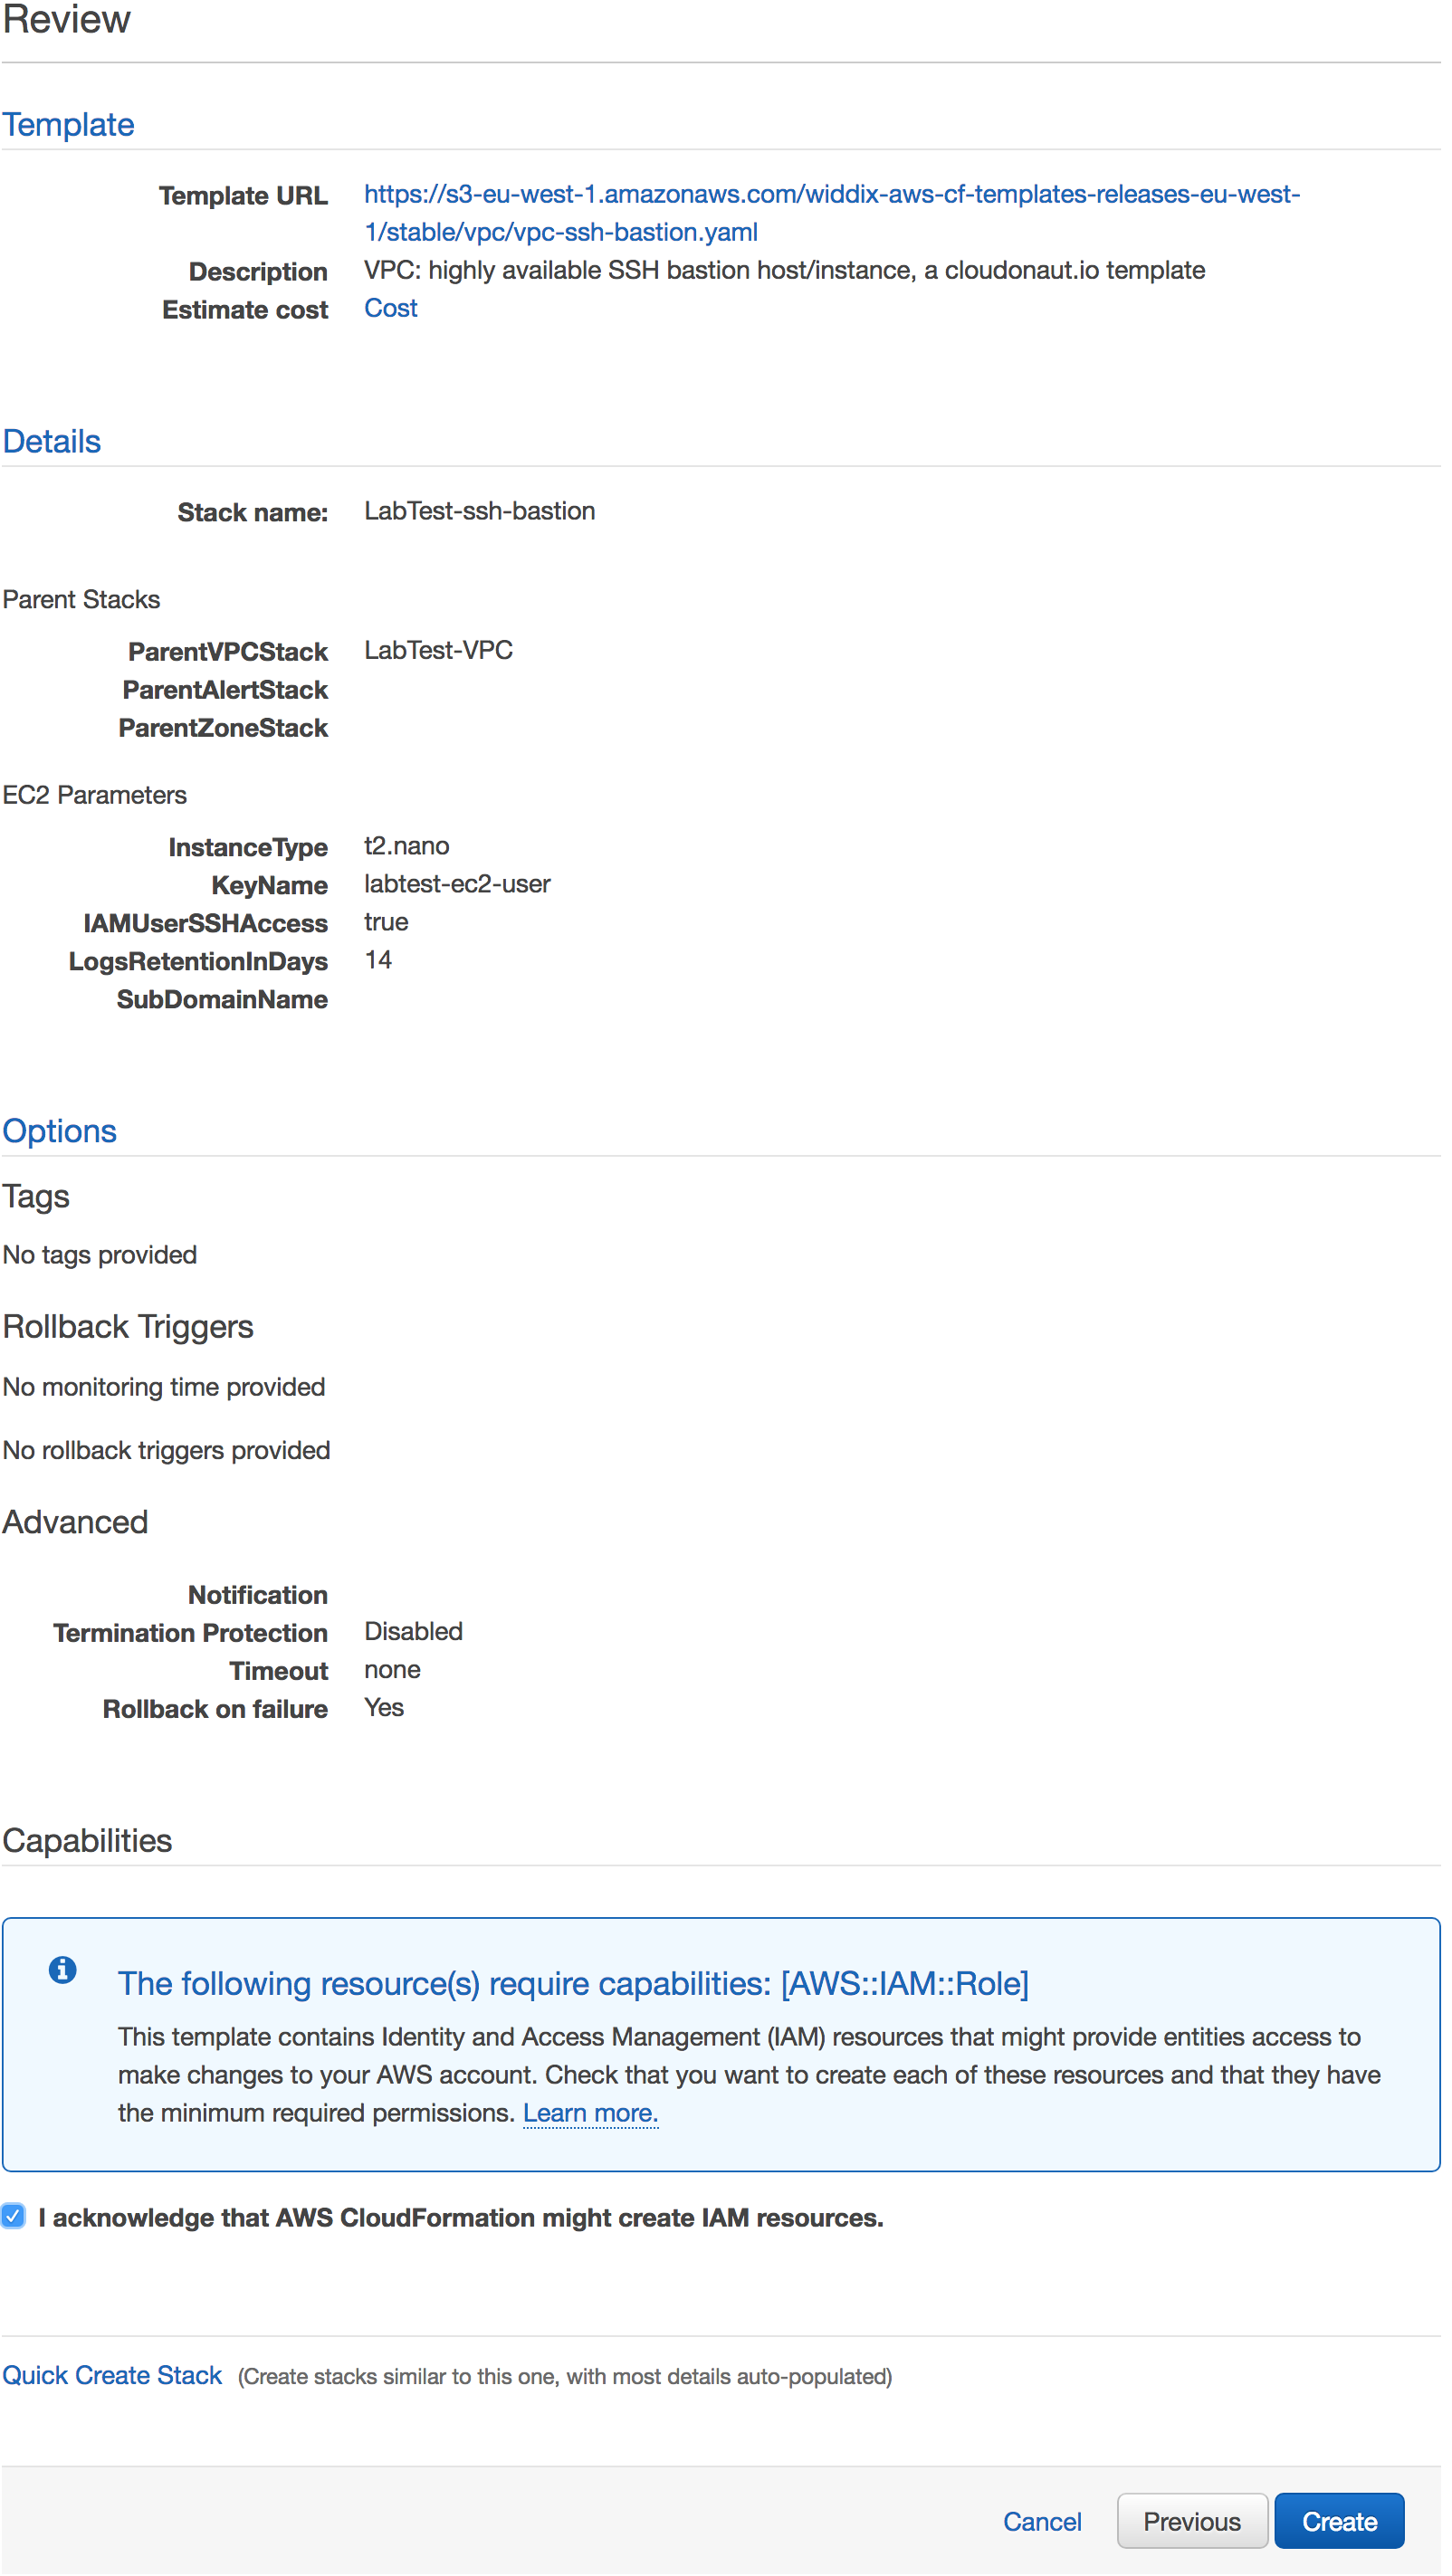 Review
Template
Template URL https://s3-eu-west-1.amazonaws.com/widdix-aws-cf-templates-releases-eu-west-
1/stable/vpc/vpc-ssh-bastion.yaml
Description VPC: highly available SSH bastion host/instance, a cloudonaut.io template
Estimate cost Cost
Details
Stack name: LabTest-ssh-bastion
Parent Stacks
ParentVPCStack LabTest-VPC
ParentAlertStack
ParentZoneStack
EC2 Parameters
InstanceType t2.nano
KeyName labtest-ec2-user
IAMUserSSHAccess true
LogsRetentionInDays 14
SubDomainName
Options
Tags
No tags provided
Rollback Triggers
No monitoring time provided
No rollback triggers provided
Advanced
Notification
Termination Protection Disabled
Timeout none
Rollback on failure Yes
Capabilities
The following resource(s) require capabilities: [AWS::IAM::Role]
This template contains Identity and Access Management (IAM) resources that might provide entities access to
make changes to your AWS account. Check that you want to create each of these resources and that they have
the minimum required permissions. Learn more.
I acknowledge that AWS CloudFormation might create IAM resources.
Quick Create Stack (Create stacks similar to this one, with most details auto-populated)
Cancel Previous Create